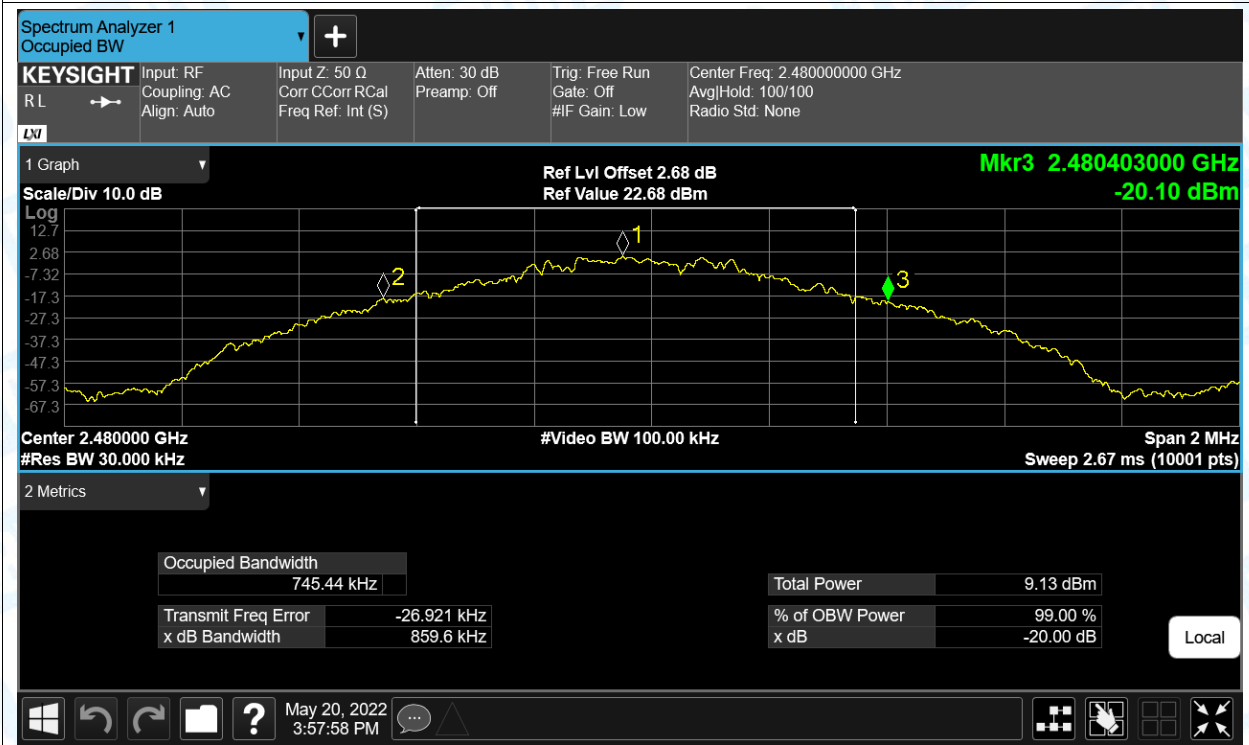 Spectrum Analyzer 1
Occupied BW
KEYSIGHT
R L
LXI
Input: RF
Coupling: AC
Align: Auto
Input Z: 50 Ω
Corr CCorr RCal
Freq Ref: Int (S)
Atten: 30 dB
Preamp: Off
Trig: Free Run
Gate: Off
#IF Gain: Low
Center Freq: 2.480000000 GHz
Avg|Hold: 100/100
Radio Std: None
1 Graph
Scale/Div 10.0 dB
Ref Lvl Offset 2.68 dB
Ref Value 22.68 dBm
Mkr3 2.480403000 GHz
-20.10 dBm
Log
12.7
2.68
-7.32
-17.3
-27.3
-37.3
-47.3
-57.3
-67.3
1
2
3
Center 2.480000 GHz
#Video BW 100.00 kHz
Span 2 MHz
#Res BW 30.000 kHz
Sweep 2.67 ms (10001 pts)
2 Metrics
Occupied Bandwidth
745.44 kHz
Total Power 9.13 dBm
Transmit Freq Error -26.921 kHz
% of OBW Power 99.00 %
x dB Bandwidth 859.6 kHz
x dB -20.00 dB
Local
?
May 20, 2022
3:57:58 PM